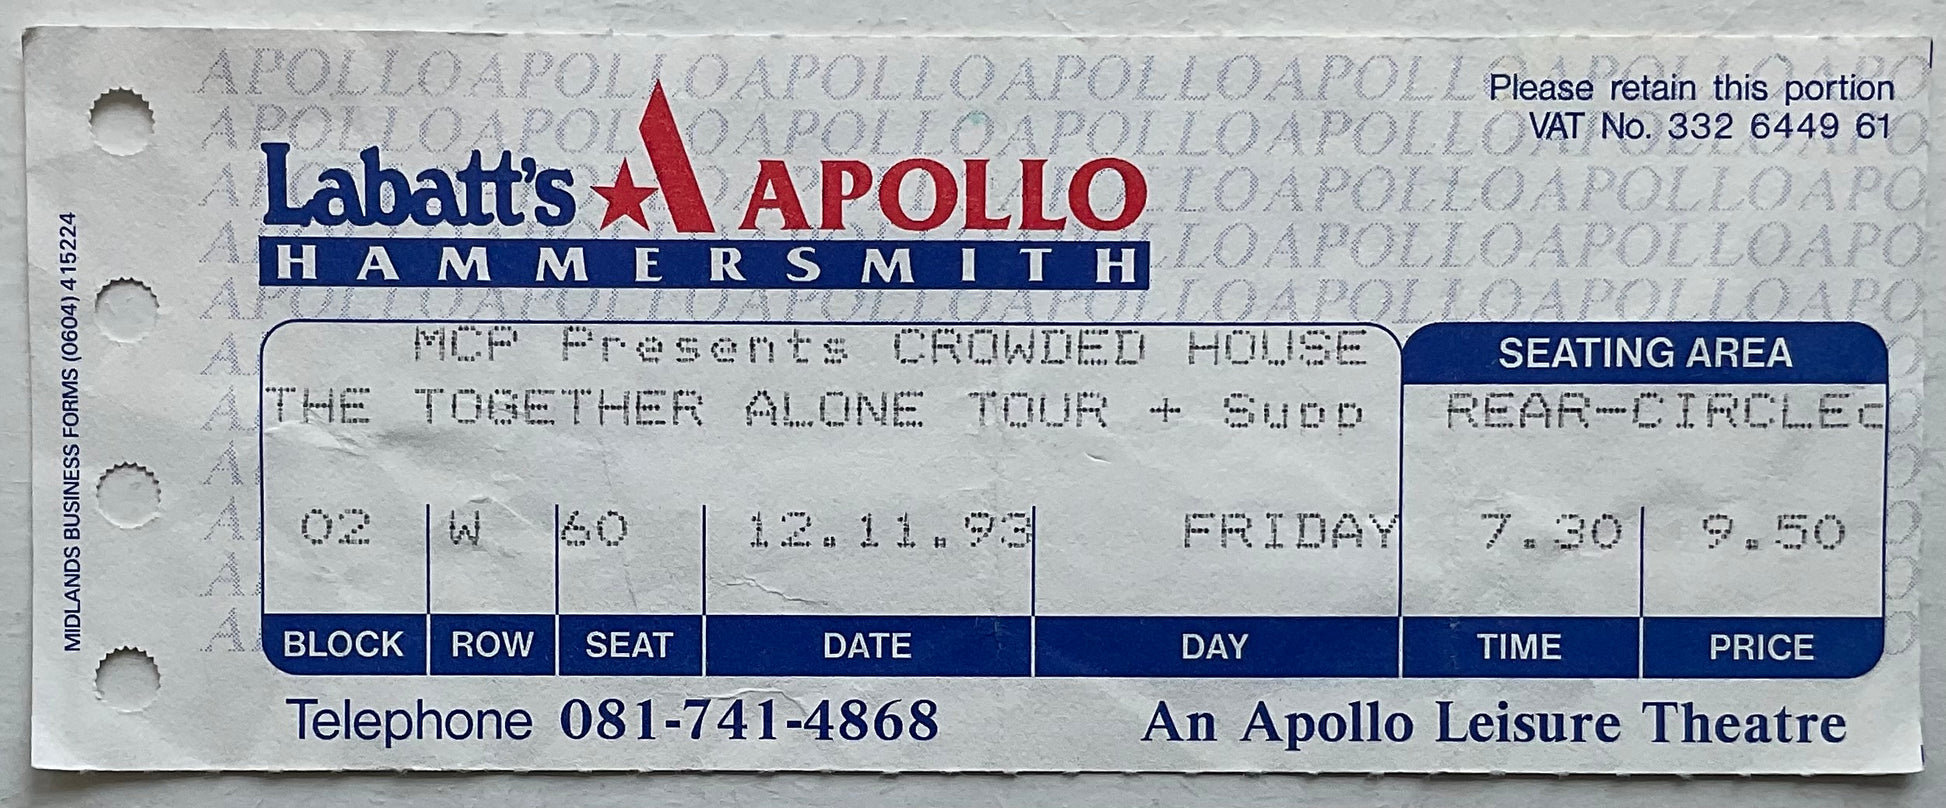 Please retain this portion
VAT No. 332 6449 61
Labatt's APOLLO
HAMMERSMITH
MIDLANDS BUSINESS FORMS (0604) 415224
MCP Presents CROWDED HOUSE
THE TOGETHER ALONE TOUR + Supp
SEATING AREA
REAR-CIRCLEc
02 W 60 12.11.93 FRIDAY 7.30 9.50
BLOCK ROW SEAT DATE DAY TIME PRICE
Telephone 081-741-4868 An Apollo Leisure Theatre